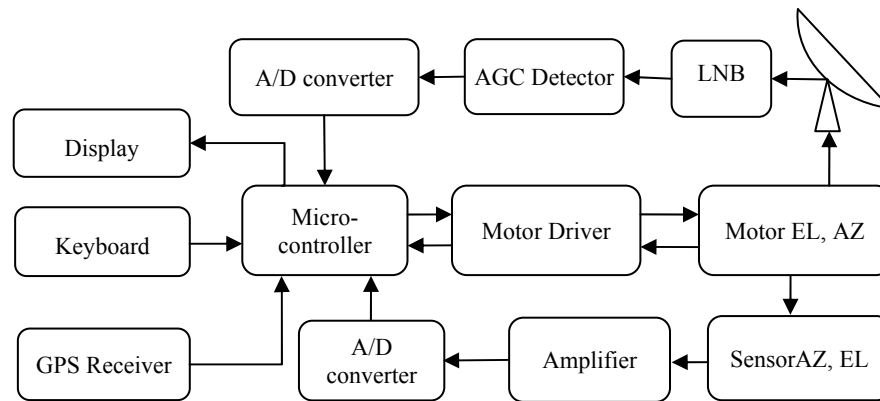 A/D converter
AGC Detector
LNB
Display
Micro-
controller
Motor Driver
Motor EL, AZ
Keyboard
GPS Receiver
A/D
converter
Amplifier
SensorAZ, EL